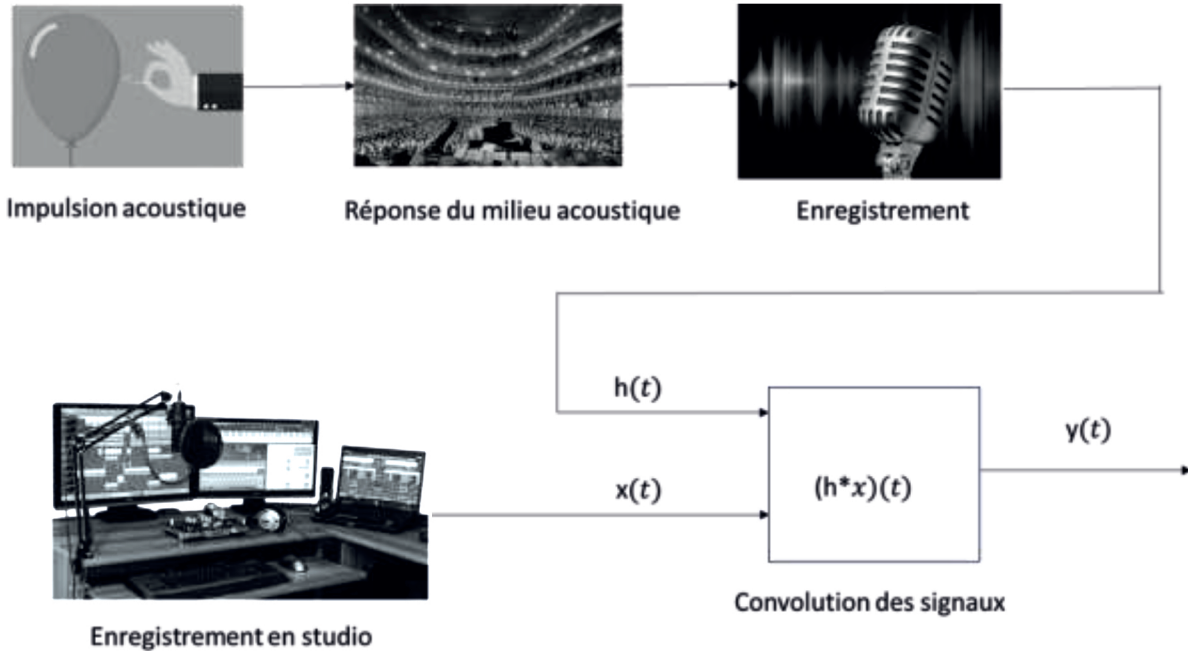 Impulsion acoustique
Réponse du milieu acoustique
Enregistrement
h(t)
x(t)
(h*x)(t)
y(t)
Convolution des signaux
Enregistrement en studio